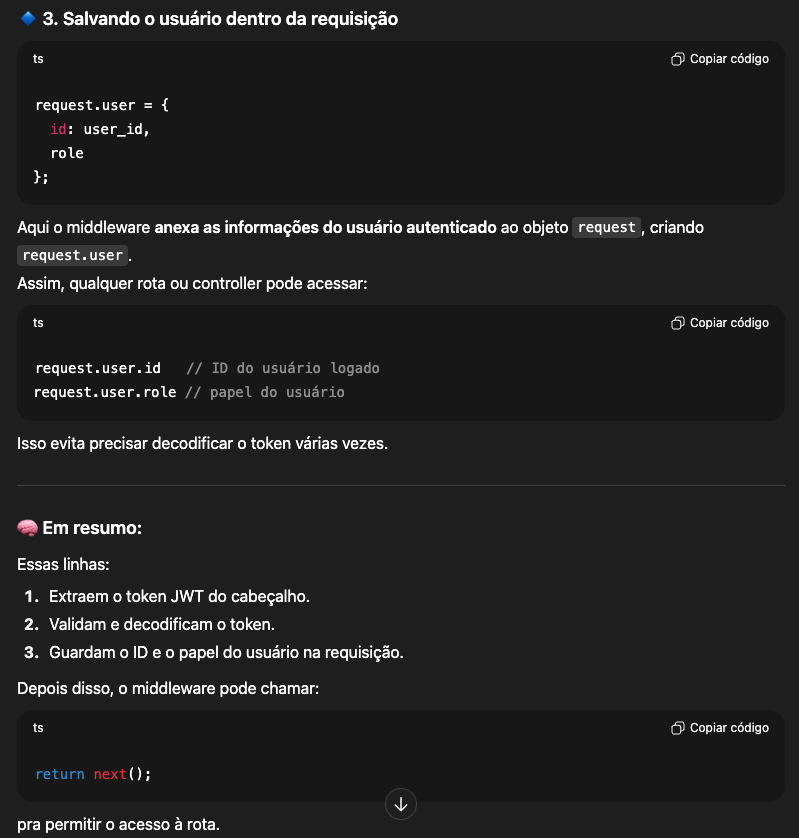 🔷 3. Salvando o usuário dentro da requisição
ts
Copiar código
request.user = {
  id: user_id,
  role
};
Aqui o middleware anexa as informações do usuário autenticado ao objeto request, criando
request.user.
Assim, qualquer rota ou controller pode acessar:
ts
Copiar código
request.user.id   // ID do usuário logado
request.user.role // papel do usuário
Isso evita precisar decodificar o token várias vezes.
🧠 Em resumo:
Essas linhas:
1. Extraem o token JWT do cabeçalho.
2. Validam e decodificam o token.
3. Guardam o ID e o papel do usuário na requisição.
Depois disso, o middleware pode chamar:
ts
Copiar código
return next();
pra permitir o acesso à rota.